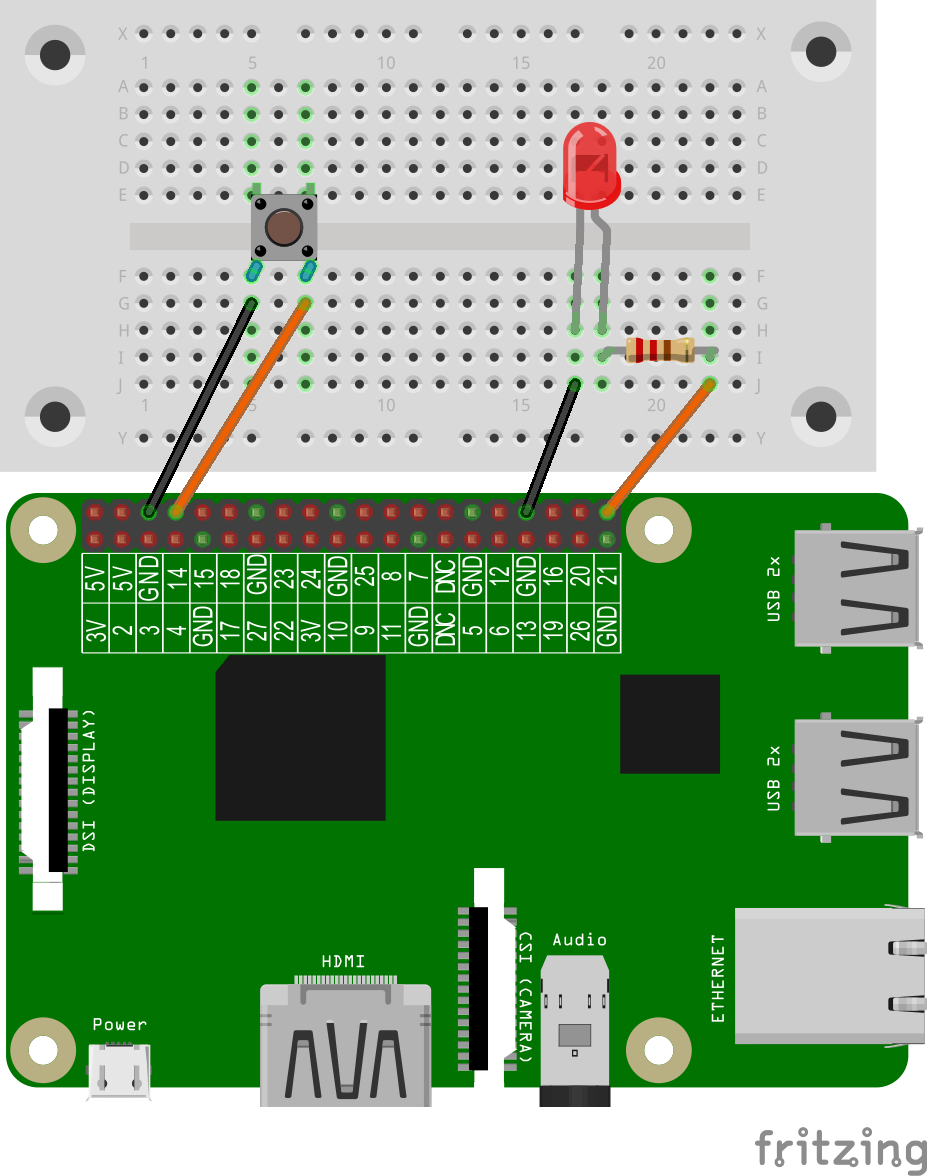 X X
1 5 10 15 20
A A
B B
C C
D D
E E
F F
G G
H H
I I
J J
1 5 10 15 20
Y Y
5V 5V GND 14 15 18 GND 23 24 GND 25 8 7 DNC GND 12 GND 16 20 21
3V 2 3 4 GND 17 27 22 3V 10 9 11 GND DNC 5 6 13 19 26 GND
USB 2x
DSI (DISPLAY)
USB 2x
HDMI
Audio
CSI (CAMERA)
ETHERNET
Power
fritzing